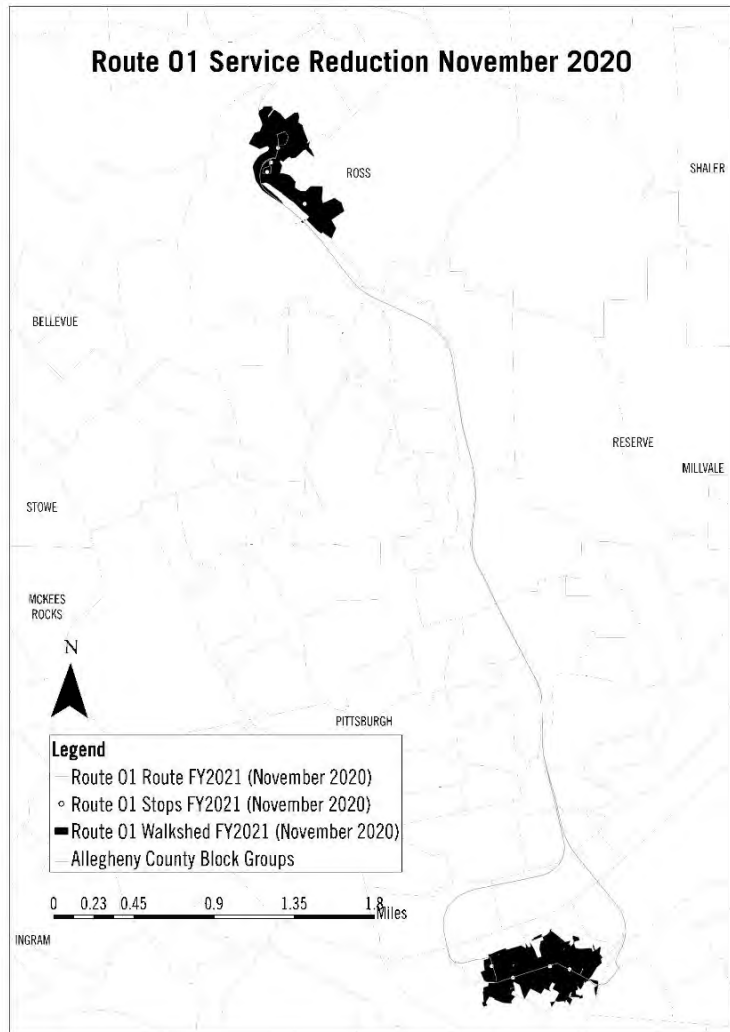 Route 01 Service Reduction November 2020
ROSS
SHALER
BELLEVUE
RESERVE
MILLVALE
STOWE
MCKEES
ROCKS
N
PITTSBURGH
Legend
Route 01 Route FY2021 (November 2020)
Route 01 Stops FY2021 (November 2020)
Route 01 Walkshed FY2021 (November 2020)
Allegheny County Block Groups
0 0.23 0.45 0.9 1.35 1.8
Miles
INGRAM